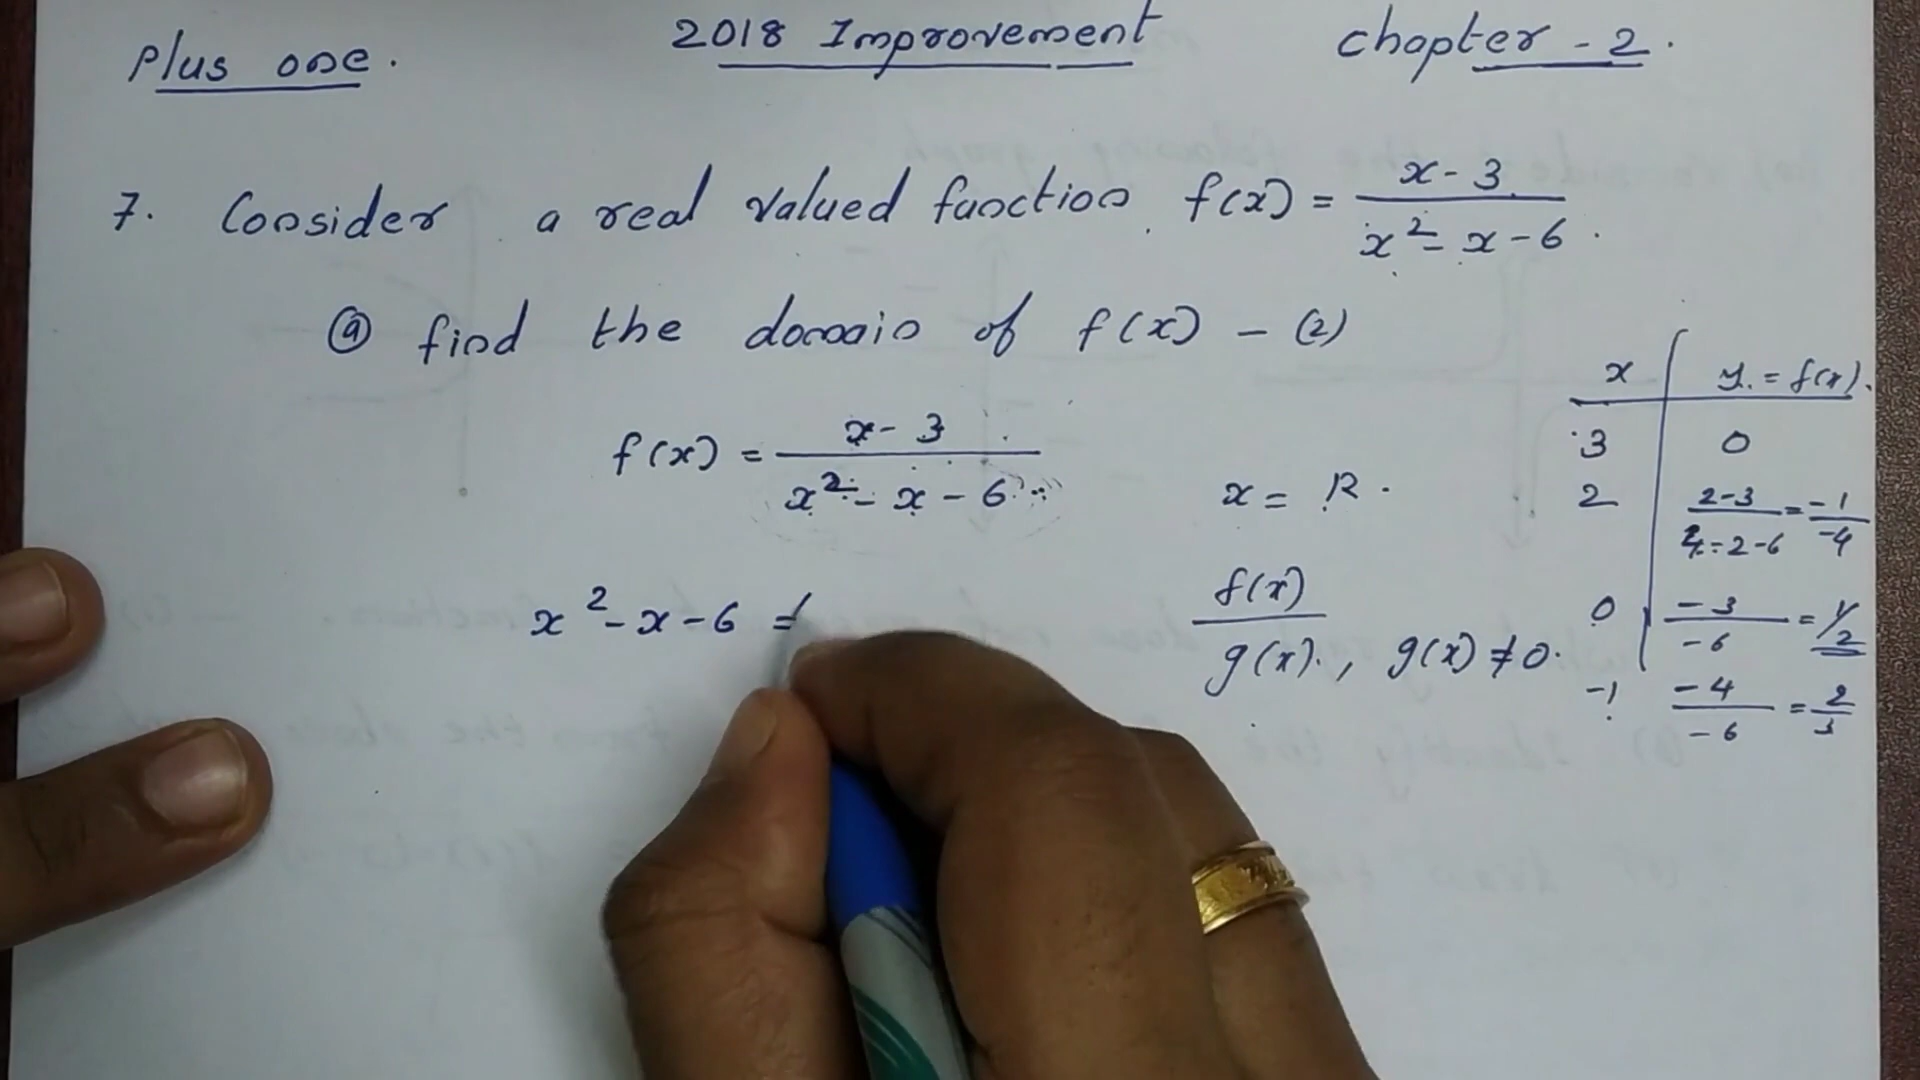 Plus one. 2018 Improvement Chapter - 2.
7. Consider a real valued function f(x) = x - 3 / x² - x - 6.
(a) find the domain of f(x) - (2)
f(x) = x - 3 / x² - x - 6
x = R.
x² - x - 6 =
f(x) / g(x), g(x) ≠ 0.
x | y = f(x).
3 | 0
2 | 2-3 / 4-2-6 = -1 / -4
0 | -3 / -6 = 1/2
-1 | -4 / -6 = 2/3